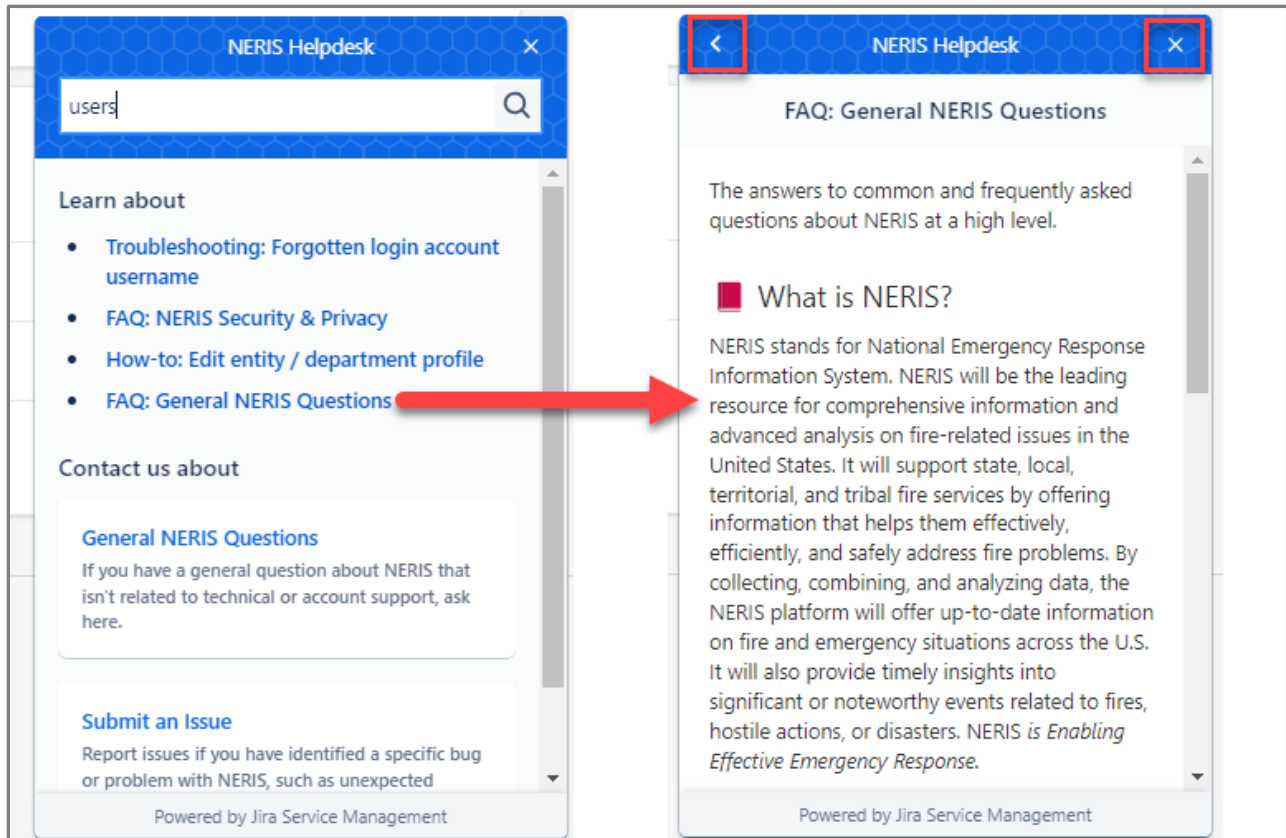 NERIS Helpdesk
users
Learn about
Troubleshooting: Forgotten login account
username
FAQ: NERIS Security & Privacy
How-to: Edit entity / department profile
FAQ: General NERIS Questions
Contact us about
General NERIS Questions
If you have a general question about NERIS that
isn't related to technical or account support, ask
here.
Submit an Issue
Report issues if you have identified a specific bug
or problem with NERIS, such as unexpected
Powered by Jira Service Management
NERIS Helpdesk
FAQ: General NERIS Questions
The answers to common and frequently asked
questions about NERIS at a high level.
What is NERIS?
NERIS stands for National Emergency Response
Information System. NERIS will be the leading
resource for comprehensive information and
advanced analysis on fire-related issues in the
United States. It will support state, local,
territorial, and tribal fire services by offering
information that helps them effectively,
efficiently, and safely address fire problems. By
collecting, combining, and analyzing data, the
NERIS platform will offer up-to-date information
on fire and emergency situations across the U.S.
It will also provide timely insights into
significant or noteworthy events related to fires,
hostile actions, or disasters. NERIS is Enabling
Effective Emergency Response.
Powered by Jira Service Management